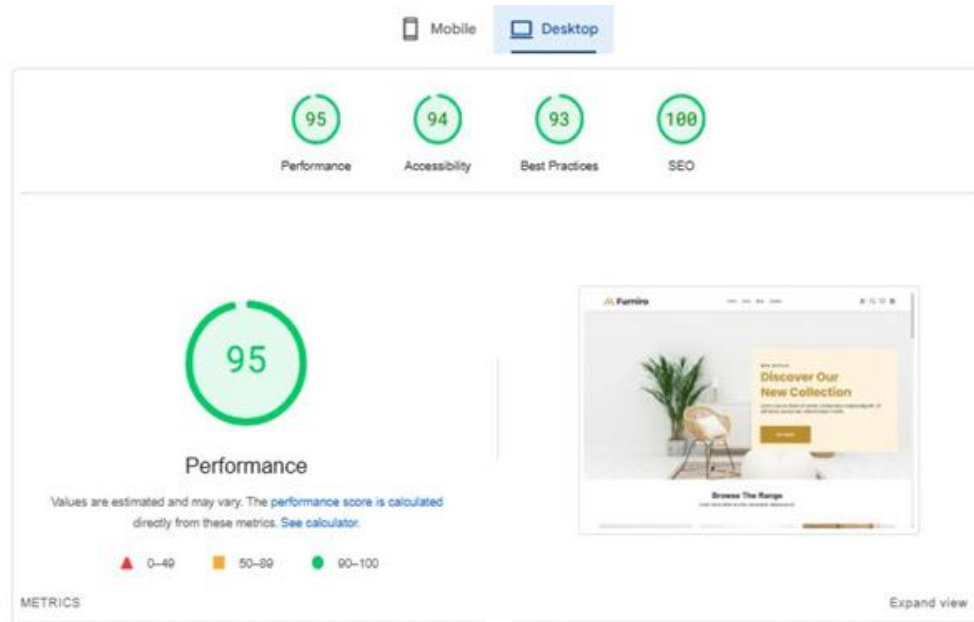 Mobile
Desktop
95
94
93
100
Performance
Accessibility
Best Practices
SEO
95
Performance
Values are estimated and may vary. The performance score is calculated
directly from these metrics. See calculator.
0–49
50–89
90–100
Furniro
Discover Our
New Collection
Browse The Range
METRICS
Expand view